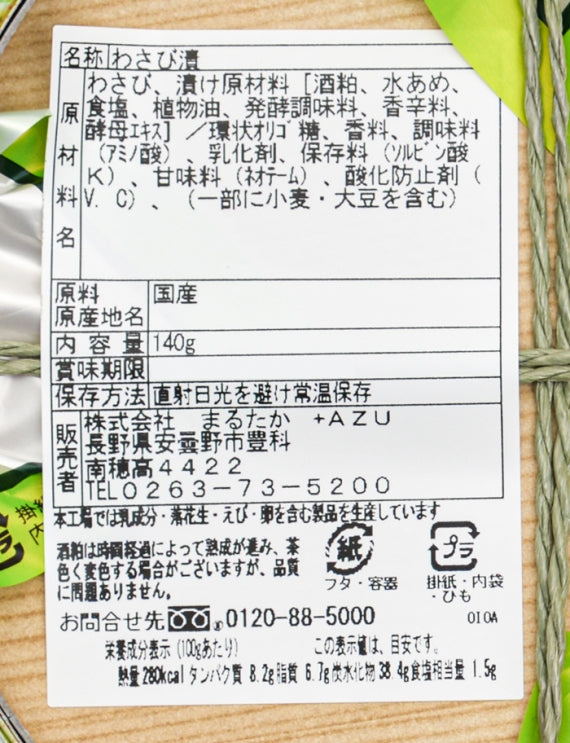 名称 わさび漬
原材料名 わさび、漬け原材料［酒粕、水あめ、
食塩、植物油、発酵調味料、香辛料、
酵母エキス］／環状オリゴ糖、香料、調味料
（アミノ酸）、乳化剤、保存料（ソルビン酸
K）、甘味料（ネオテーム）、酸化防止剤（
V．C）、（一部に小麦・大豆を含む）
原料原産地名 国産
内容量 140g
賞味期限
保存方法 直射日光を避け常温保存
販売者 株式会社 まるたか +AZU
長野県安曇野市豊科
南穂高4422
TEL0263-73-5200
本工場では乳成分・落花生・えび・卵を含む製品を生産しています
酒粕は時間経過によって熟成が進み、茶
色く変色する場合がございますが、品質
に問題ありません。
紙
フタ・容器
プラ
掛紙・内袋
・ひも
お問合せ先 0120-88-5000
010A
栄養成分表示（100gあたり） この表示値は、目安です。
熱量 280kcal タンパク質 8.2g 脂質 6.7g 炭水化物 38.4g 食塩相当量 1.5g